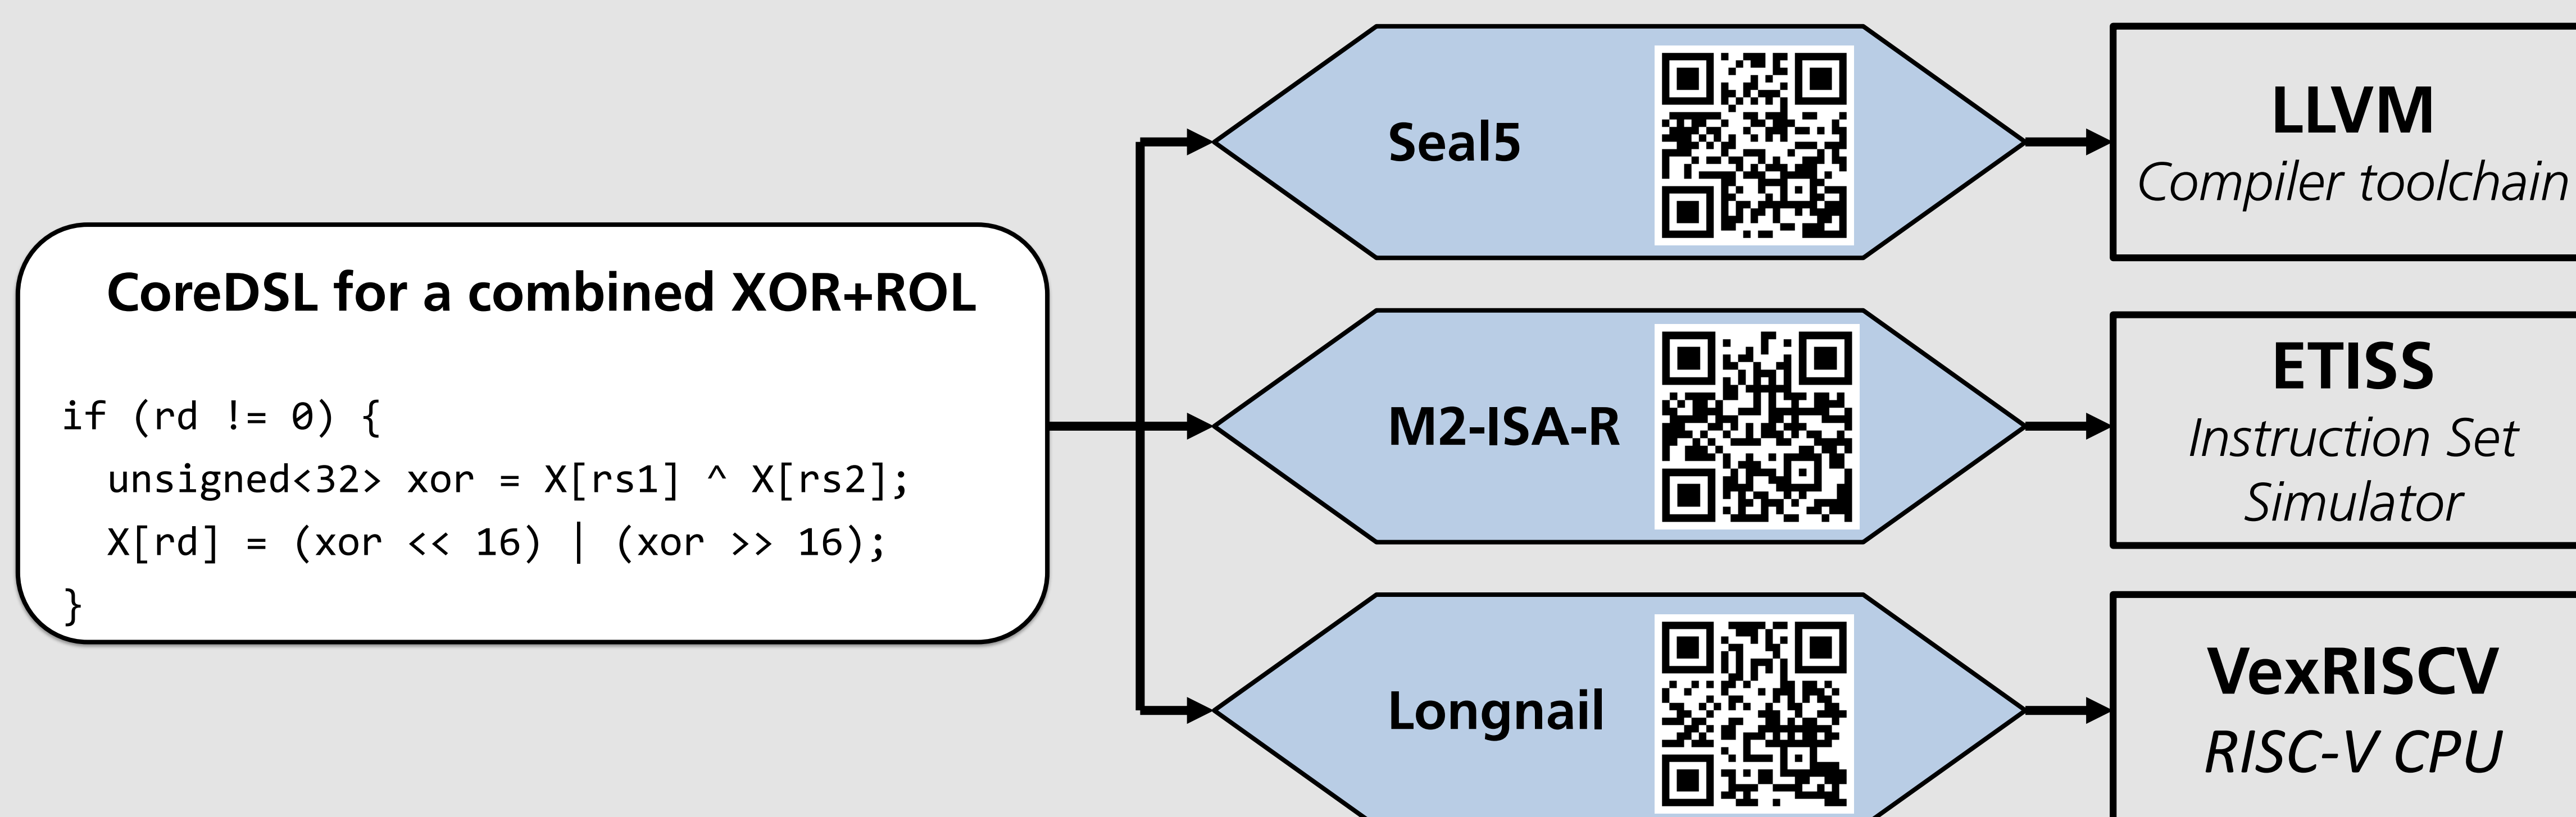 CoreDSL for a combined XOR+ROL
if (rd != 0) {
  unsigned<32> xor = X[rs1] ^ X[rs2];
  X[rd] = (xor << 16) | (xor >> 16);
}
Seal5
M2-ISA-R
Longnail
LLVM
Compiler toolchain
ETISS
Instruction Set
Simulator
VexRISCV
RISC-V CPU